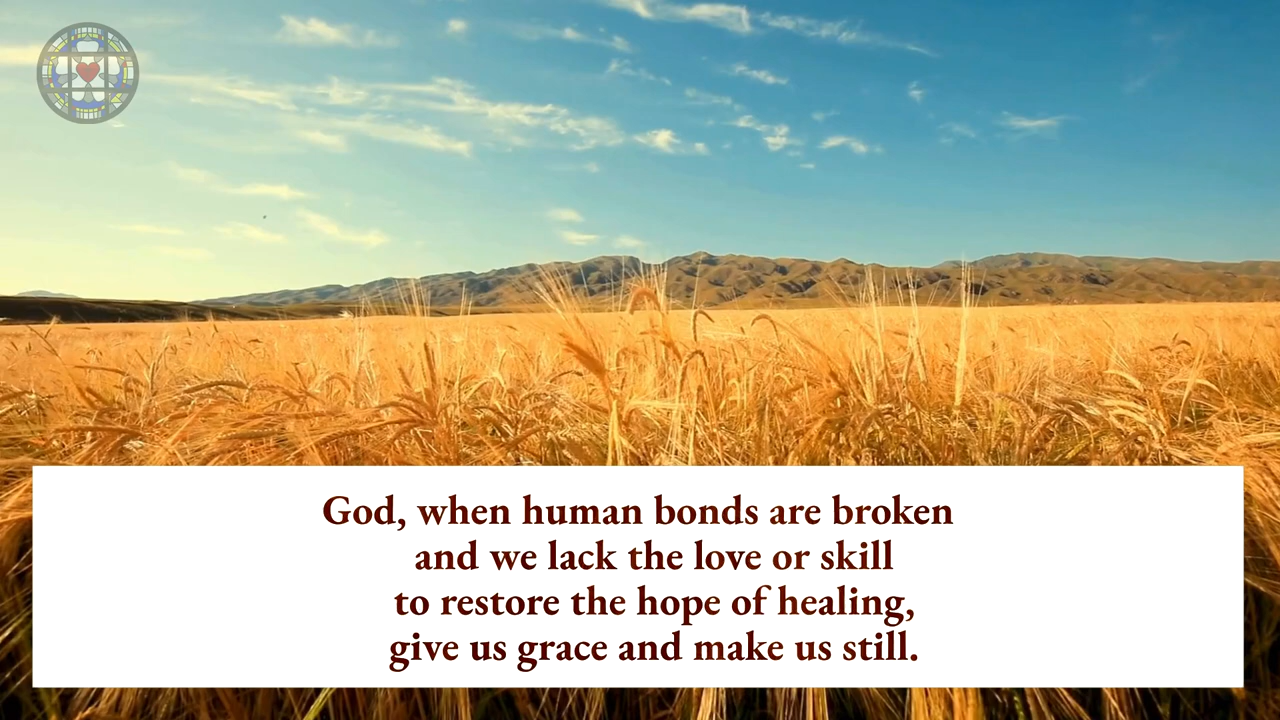 God, when human bonds are broken
and we lack the love or skill
to restore the hope of healing,
give us grace and make us still.